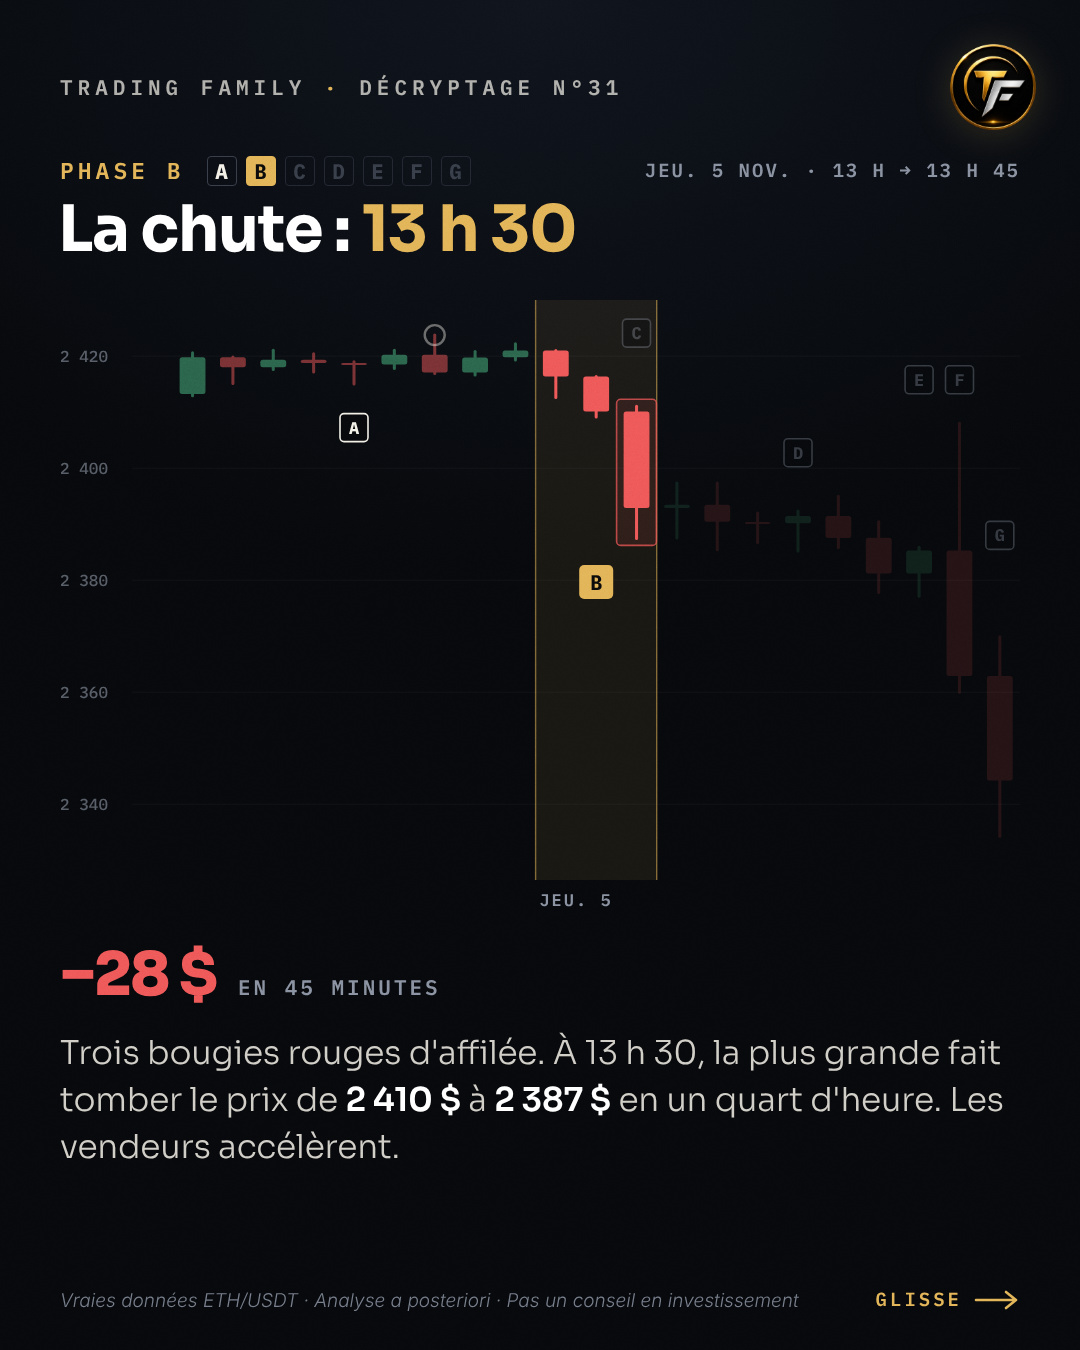 TRADING FAMILY · DÉCRYPTAGE N°31
TF
PHASE B A B C D E F G
JEU. 5 NOV. · 13 H → 13 H 45
La chute : 13 h 30
C
2 420
E F
A
D
2 400
G
2 380
B
2 360
2 340
JEU. 5
−28 $ EN 45 MINUTES
Trois bougies rouges d'affilée. À 13 h 30, la plus grande fait
tomber le prix de 2 410 $ à 2 387 $ en un quart d'heure. Les
vendeurs accélèrent.
Vraies données ETH/USDT · Analyse a posteriori · Pas un conseil en investissement
GLISSE →